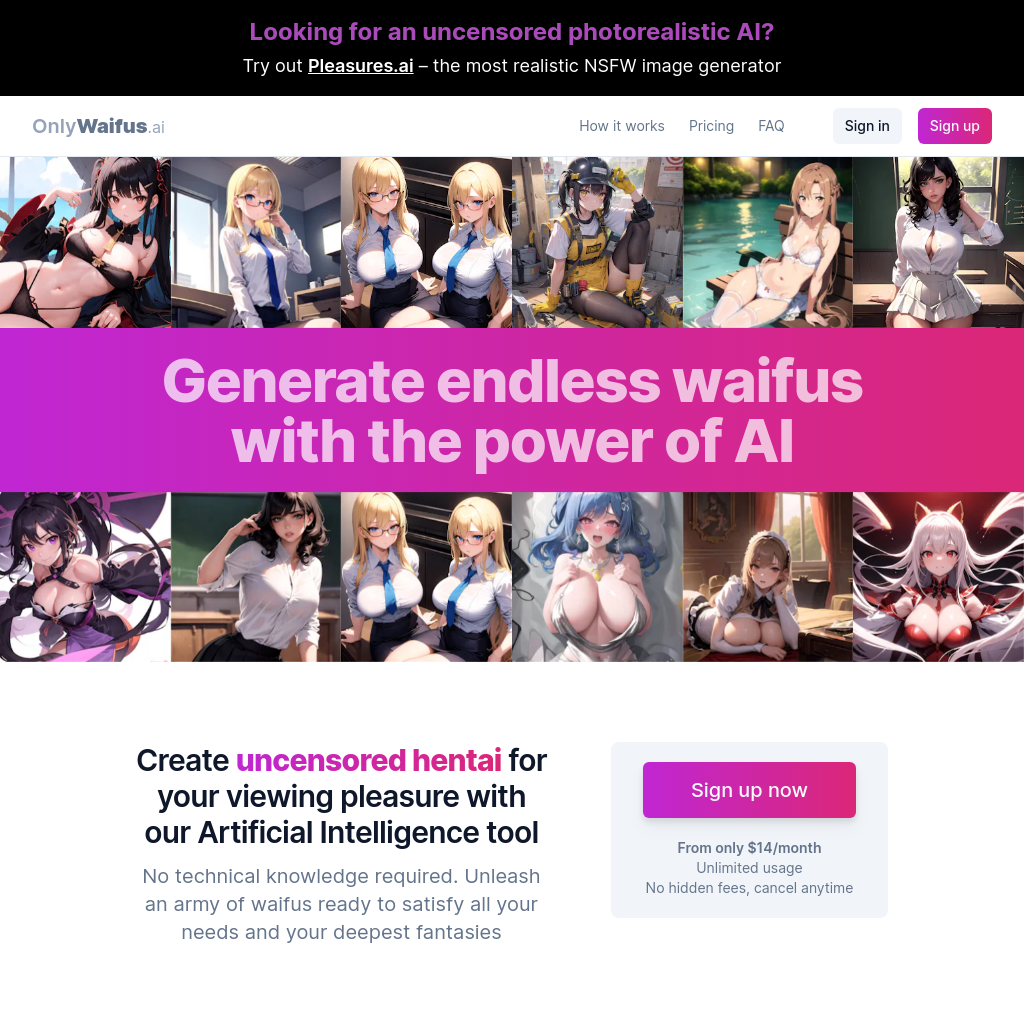 Looking for an uncensored photorealistic AI?
Try out Pleasures.ai – the most realistic NSFW image generator
OnlyWaifus.ai
How it works
Pricing
FAQ
Sign in
Sign up
Generate endless waifus
with the power of AI
Create uncensored hentai for
your viewing pleasure with
our Artificial Intelligence tool
No technical knowledge required. Unleash
an army of waifus ready to satisfy all your
needs and your deepest fantasies
Sign up now
From only $14/month
Unlimited usage
No hidden fees, cancel anytime